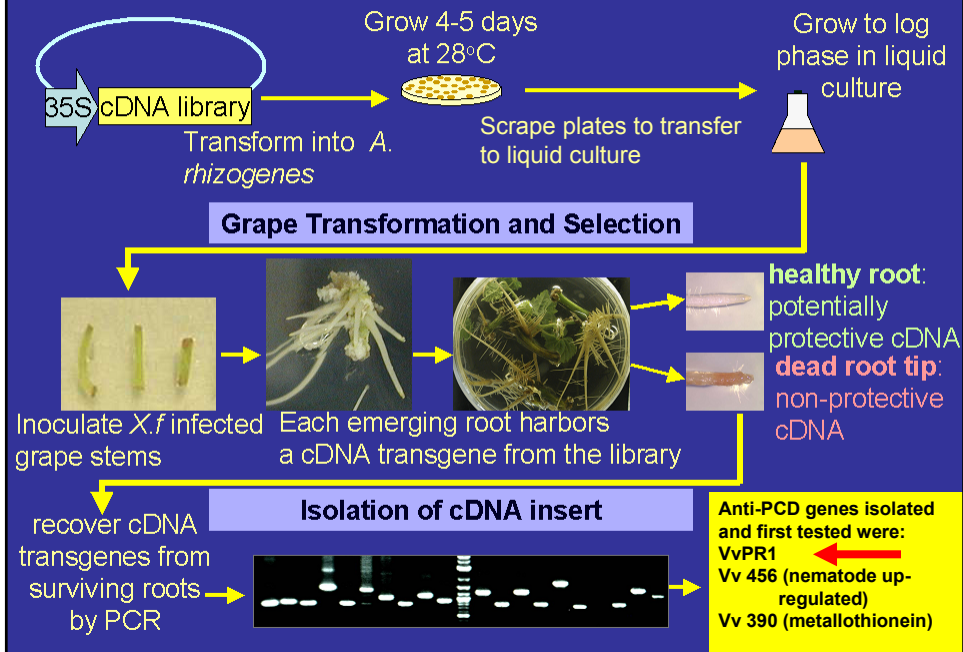 Grow 4-5 days
at 28°C
Grow to log
phase in liquid
culture
35S cDNA library
Transform into A.
rhizogenes
Scrape plates to transfer
to liquid culture
Grape Transformation and Selection
healthy root:
potentially
protective cDNA
dead root tip:
non-protective
cDNA
Inoculate X.f infected
grape stems
Each emerging root harbors
a cDNA transgene from the library
Isolation of cDNA insert
recover cDNA
transgenes from
surviving roots
by PCR
Anti-PCD genes isolated
and first tested were:
VvPR1
Vv 456 (nematode up-
regulated)
Vv 390 (metallothionein)